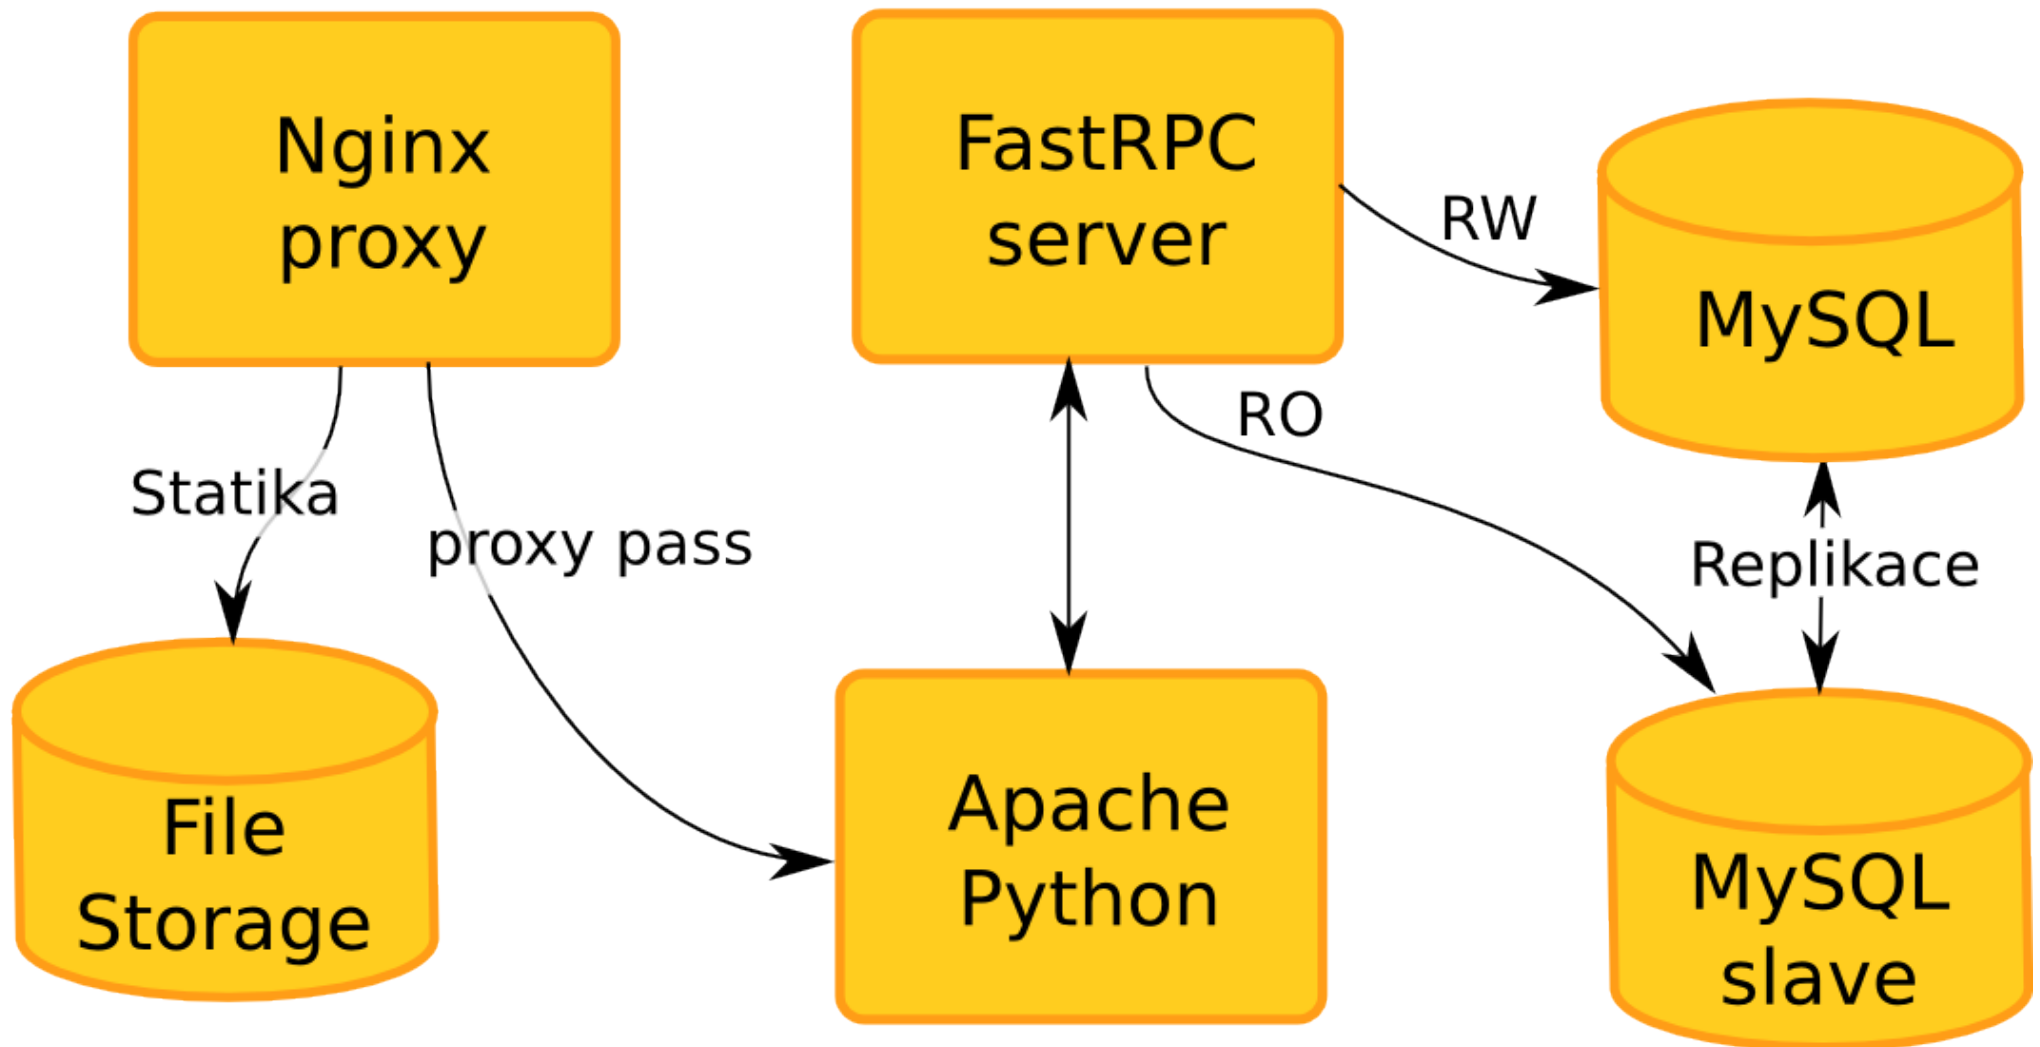 Nginx
proxy
FastRPC
server
RW
MySQL
RO
Statika
proxy pass
Replikace
File
Storage
Apache
Python
MySQL
slave